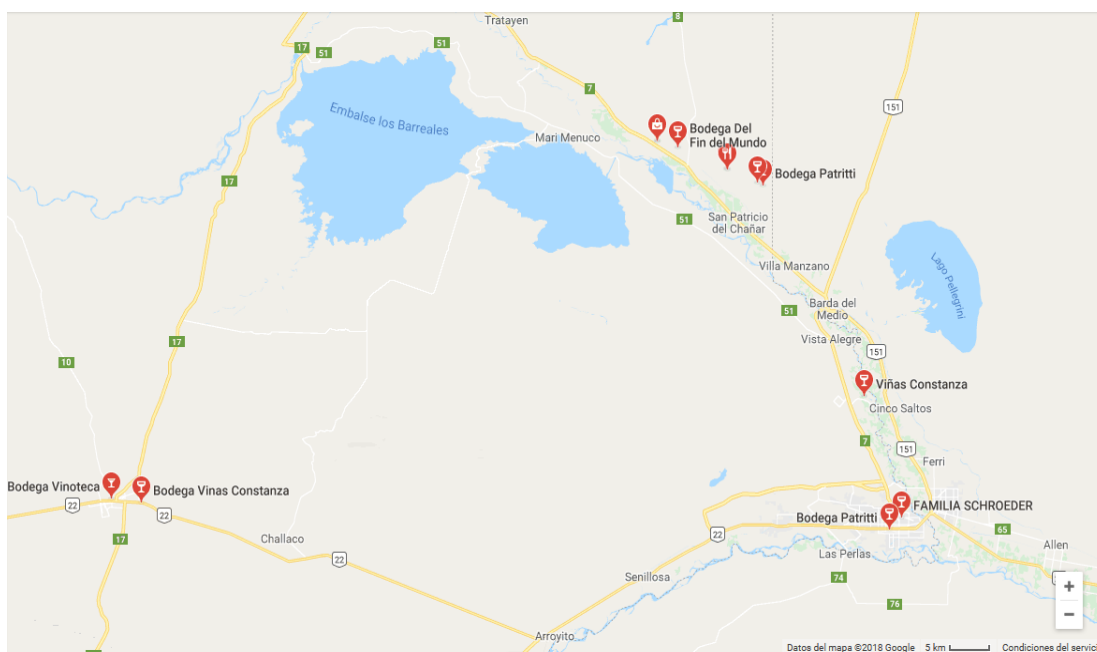 Tratayen
8
17
51
51
7
151
Embalse los Barreales
Mari Menuco
Bodega Del
Fin del Mundo
Bodega Patritti
17
51
San Patricio
del Chañar
Lago Pellegrini
Villa Manzano
Barda del
Medio
51
17
Vista Alegre
151
10
Viñas Constanza
Cinco Saltos
7
151
Ferri
Bodega Vinoteca
Bodega Vinas Constanza
22
22
FAMILIA SCHROEDER
Bodega Patritti
65
22
17
Challaco
Allen
Las Perlas
22
Senillosa
74
22
76
+
−
Arroyito
17
22
Datos del mapa ©2018 Google
5 km
Condiciones del servici